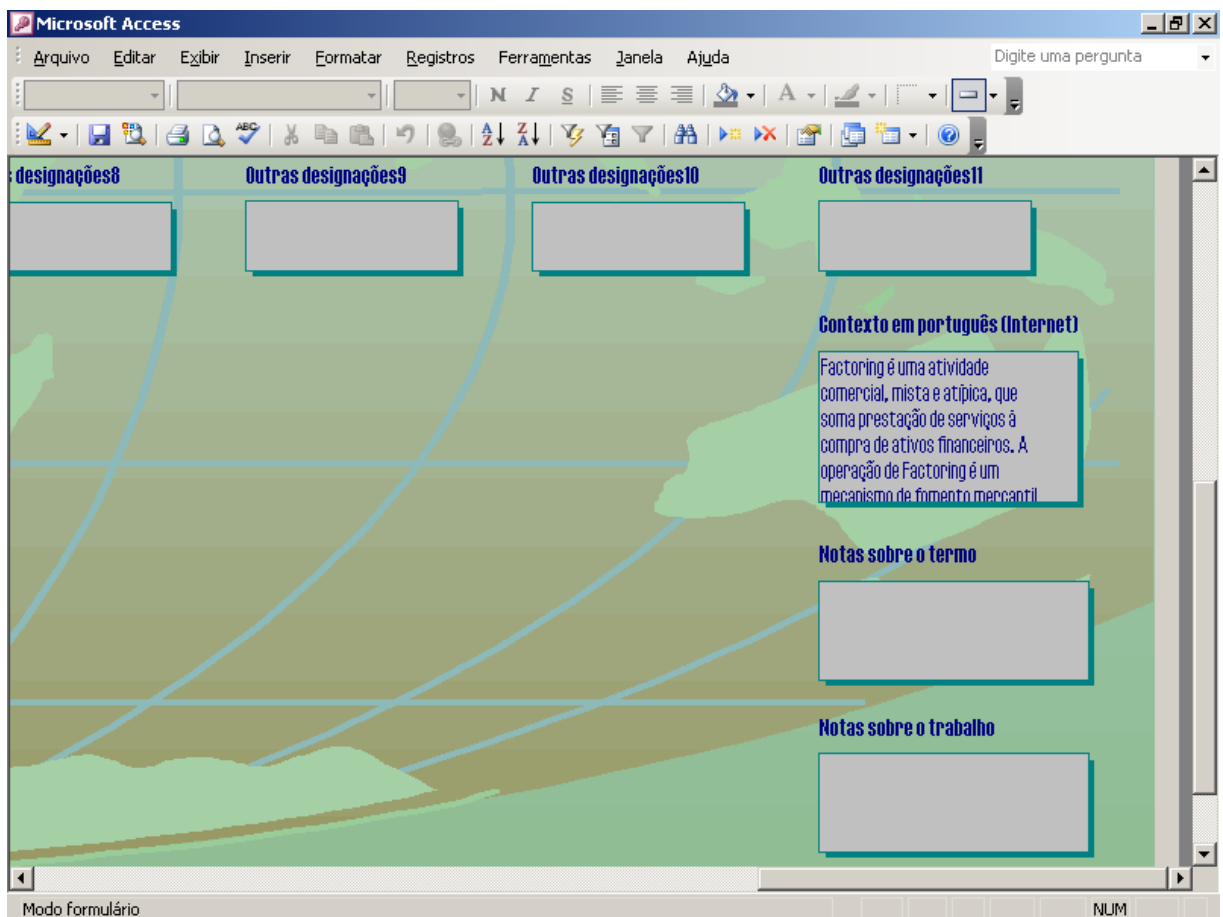 Microsoft Access
Arquivo Editar Exibir Inserir Formatar Registros Ferramentas Janela Ajuda Digite uma pergunta
N I S A
designações8 Outras designações9 Outras designações10 Outras designações11
Contexto em português (Internet)
Factoring é uma atividade
comercial, mista e atípica, que
soma prestação de serviços à
compra de ativos financeiros. A
operação de Factoring é um
mecanismo de fomento mercantil
Notas sobre o termo
Notas sobre o trabalho
Modo formulário NUM